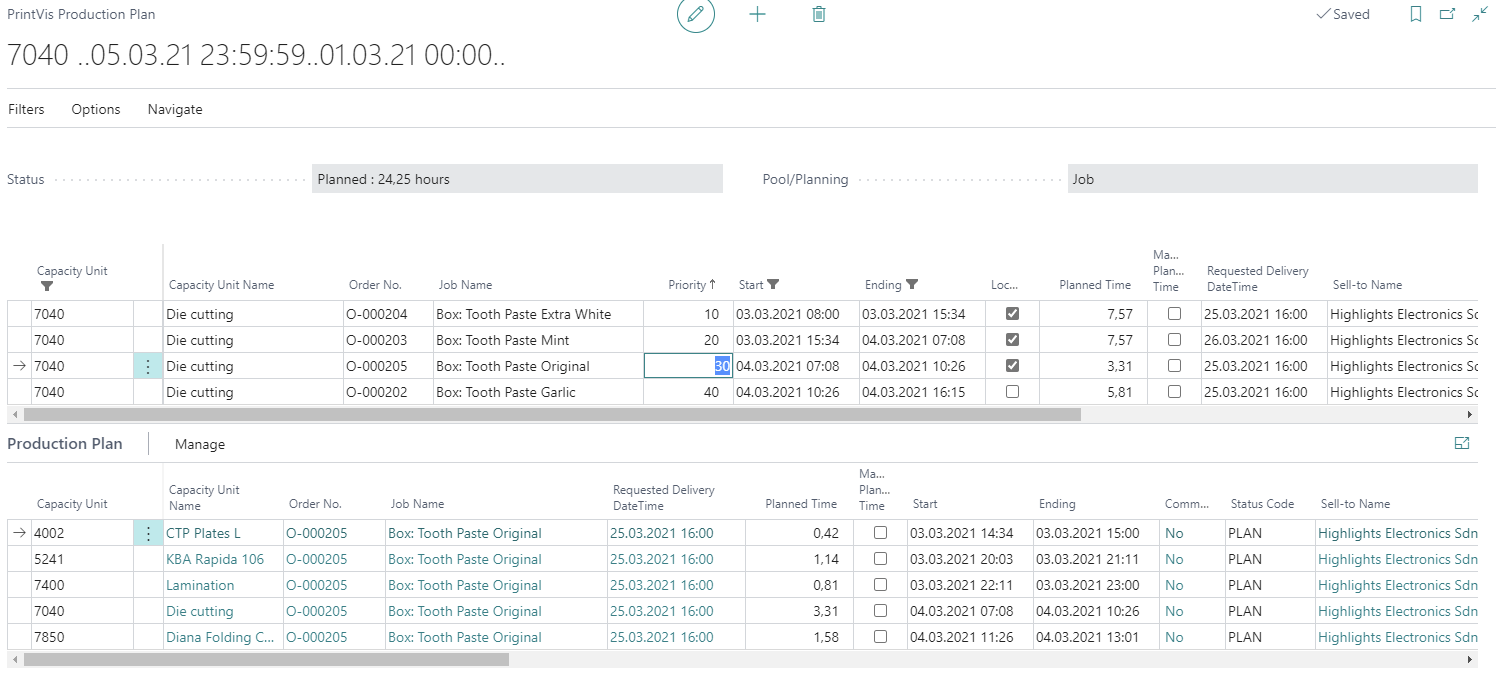 PrintVis Production Plan
Saved
7040 ..05.03.21 23:59:59..01.03.21 00:00..
Filters Options Navigate
Status Planned : 24,25 hours Pool/Planning Job
Capacity Unit Capacity Unit Name Order No. Job Name Priority↑ Start Ending Loc... Planned Time Ma... Plan... Time Requested Delivery DateTime Sell-to Name
7040 Die cutting O-000204 Box: Tooth Paste Extra White 10 03.03.2021 08:00 03.03.2021 15:34 7,57 25.03.2021 16:00 Highlights Electronics Sc
7040 Die cutting O-000203 Box: Tooth Paste Mint 20 03.03.2021 15:34 04.03.2021 07:08 7,57 26.03.2021 16:00 Highlights Electronics Sc
7040 Die cutting O-000205 Box: Tooth Paste Original 30 04.03.2021 07:08 04.03.2021 10:26 3,31 25.03.2021 16:00 Highlights Electronics Sc
7040 Die cutting O-000202 Box: Tooth Paste Garlic 40 04.03.2021 10:26 04.03.2021 16:15 5,81 25.03.2021 16:00 Highlights Electronics Sc
Production Plan Manage
Capacity Unit Capacity Unit Name Order No. Job Name Requested Delivery DateTime Planned Time Ma... Plan... Time Start Ending Comm... Status Code Sell-to Name
4002 CTP Plates L O-000205 Box: Tooth Paste Original 25.03.2021 16:00 0,42 03.03.2021 14:34 03.03.2021 15:00 No PLAN Highlights Electronics Sdn
5241 KBA Rapida 106 O-000205 Box: Tooth Paste Original 25.03.2021 16:00 1,14 03.03.2021 20:03 03.03.2021 21:11 No PLAN Highlights Electronics Sdn
7400 Lamination O-000205 Box: Tooth Paste Original 25.03.2021 16:00 0,81 03.03.2021 22:11 03.03.2021 23:00 No PLAN Highlights Electronics Sdn
7040 Die cutting O-000205 Box: Tooth Paste Original 25.03.2021 16:00 3,31 04.03.2021 07:08 04.03.2021 10:26 No PLAN Highlights Electronics Sdn
7850 Diana Folding C... O-000205 Box: Tooth Paste Original 25.03.2021 16:00 1,58 04.03.2021 11:26 04.03.2021 13:01 No PLAN Highlights Electronics Sdn